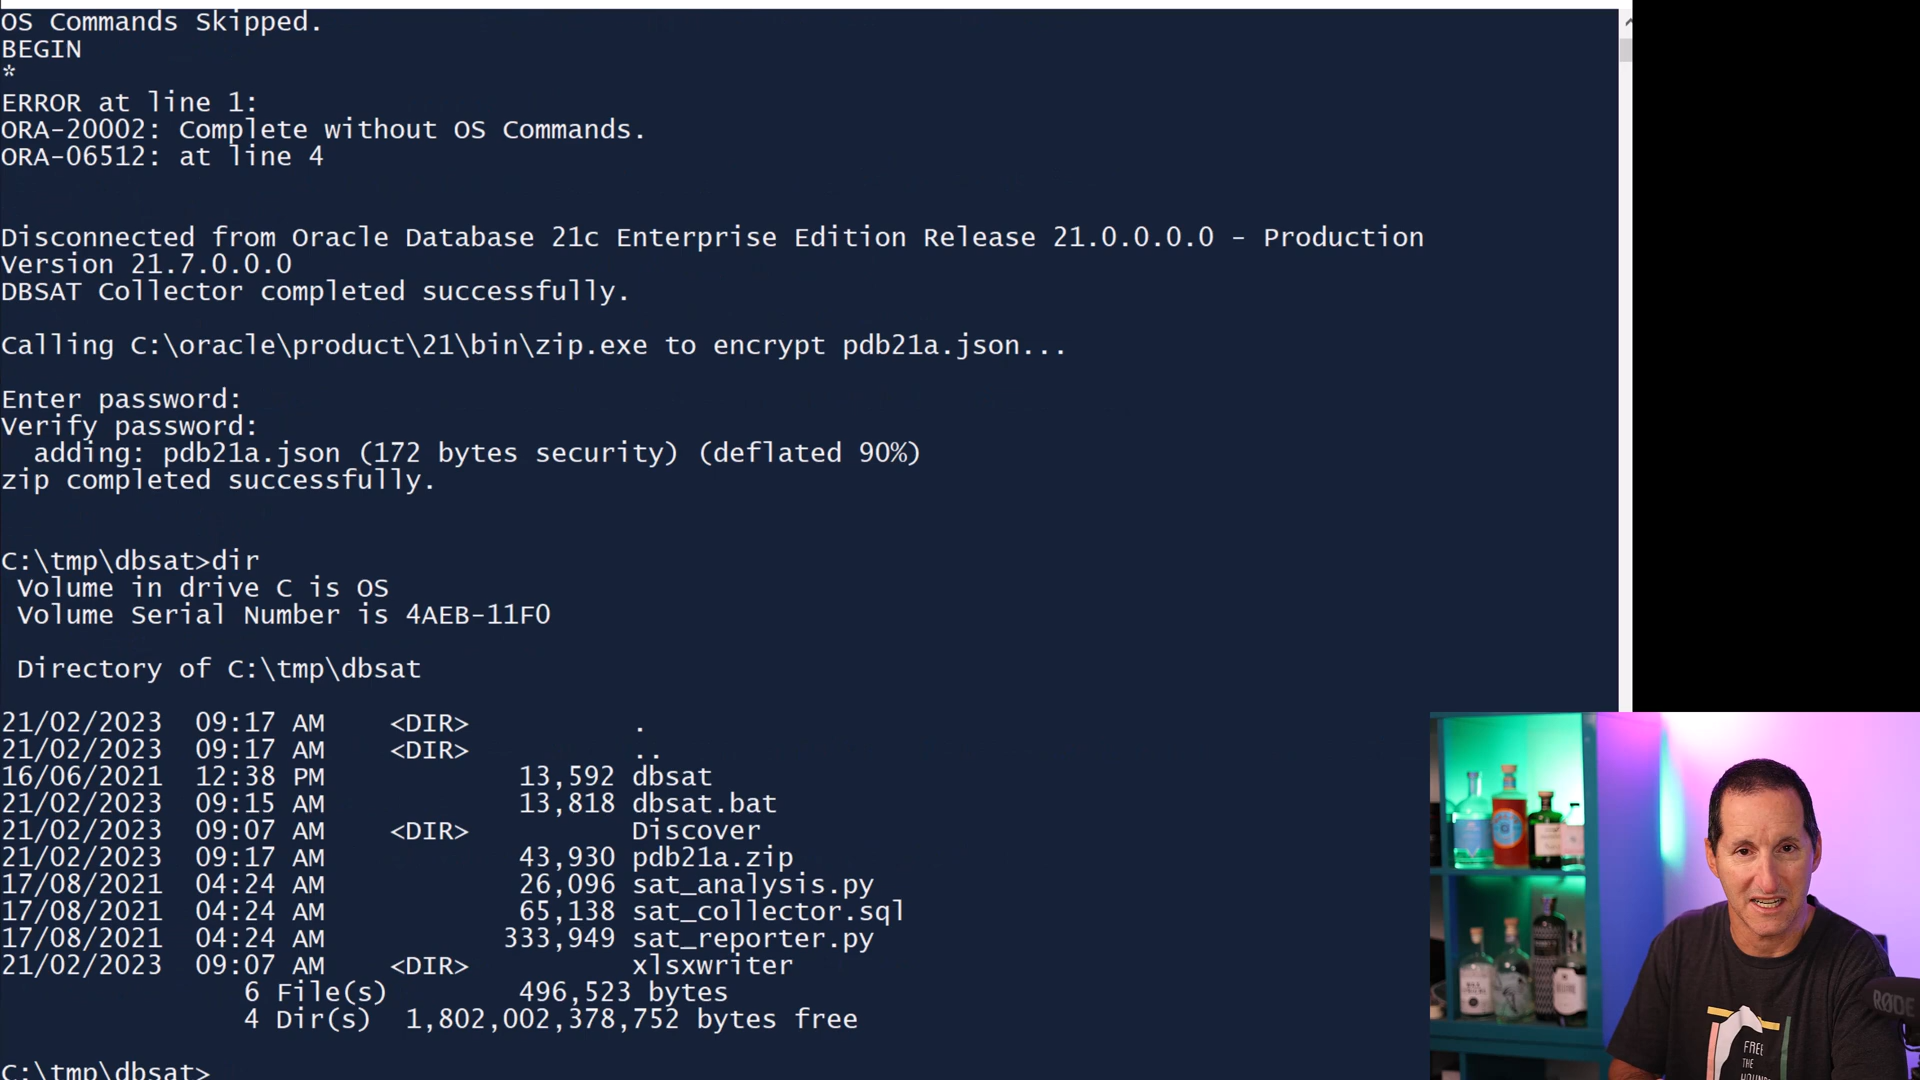 OS Commands Skipped.
BEGIN
*
ERROR at line 1:
ORA-20002: Complete without OS Commands.
ORA-06512: at line 4
Disconnected from Oracle Database 21c Enterprise Edition Release 21.0.0.0.0 - Production
Version 21.7.0.0.0
DBSAT Collector completed successfully.
Calling C:\oracle\product\21\bin\zip.exe to encrypt pdb21a.json...
Enter password:
Verify password:
  adding: pdb21a.json (172 bytes security) (deflated 90%)
zip completed successfully.
C:\tmp\dbsat>dir
 Volume in drive C is OS
 Volume Serial Number is 4AEB-11F0
 Directory of C:\tmp\dbsat
21/02/2023  09:17 AM    <DIR>          .
21/02/2023  09:17 AM    <DIR>          ..
16/06/2021  12:38 PM            13,592 dbsat
21/02/2023  09:15 AM            13,818 dbsat.bat
21/02/2023  09:07 AM    <DIR>          Discover
21/02/2023  09:17 AM            43,930 pdb21a.zip
17/08/2021  04:24 AM            26,096 sat_analysis.py
17/08/2021  04:24 AM            65,138 sat_collector.sql
17/08/2021  04:24 AM           333,949 sat_reporter.py
21/02/2023  09:07 AM    <DIR>          xlsxwriter
               6 File(s)        496,523 bytes
               4 Dir(s)  1,802,002,378,752 bytes free
C:\tmp\dbsat>
RØDE
FREE
THE